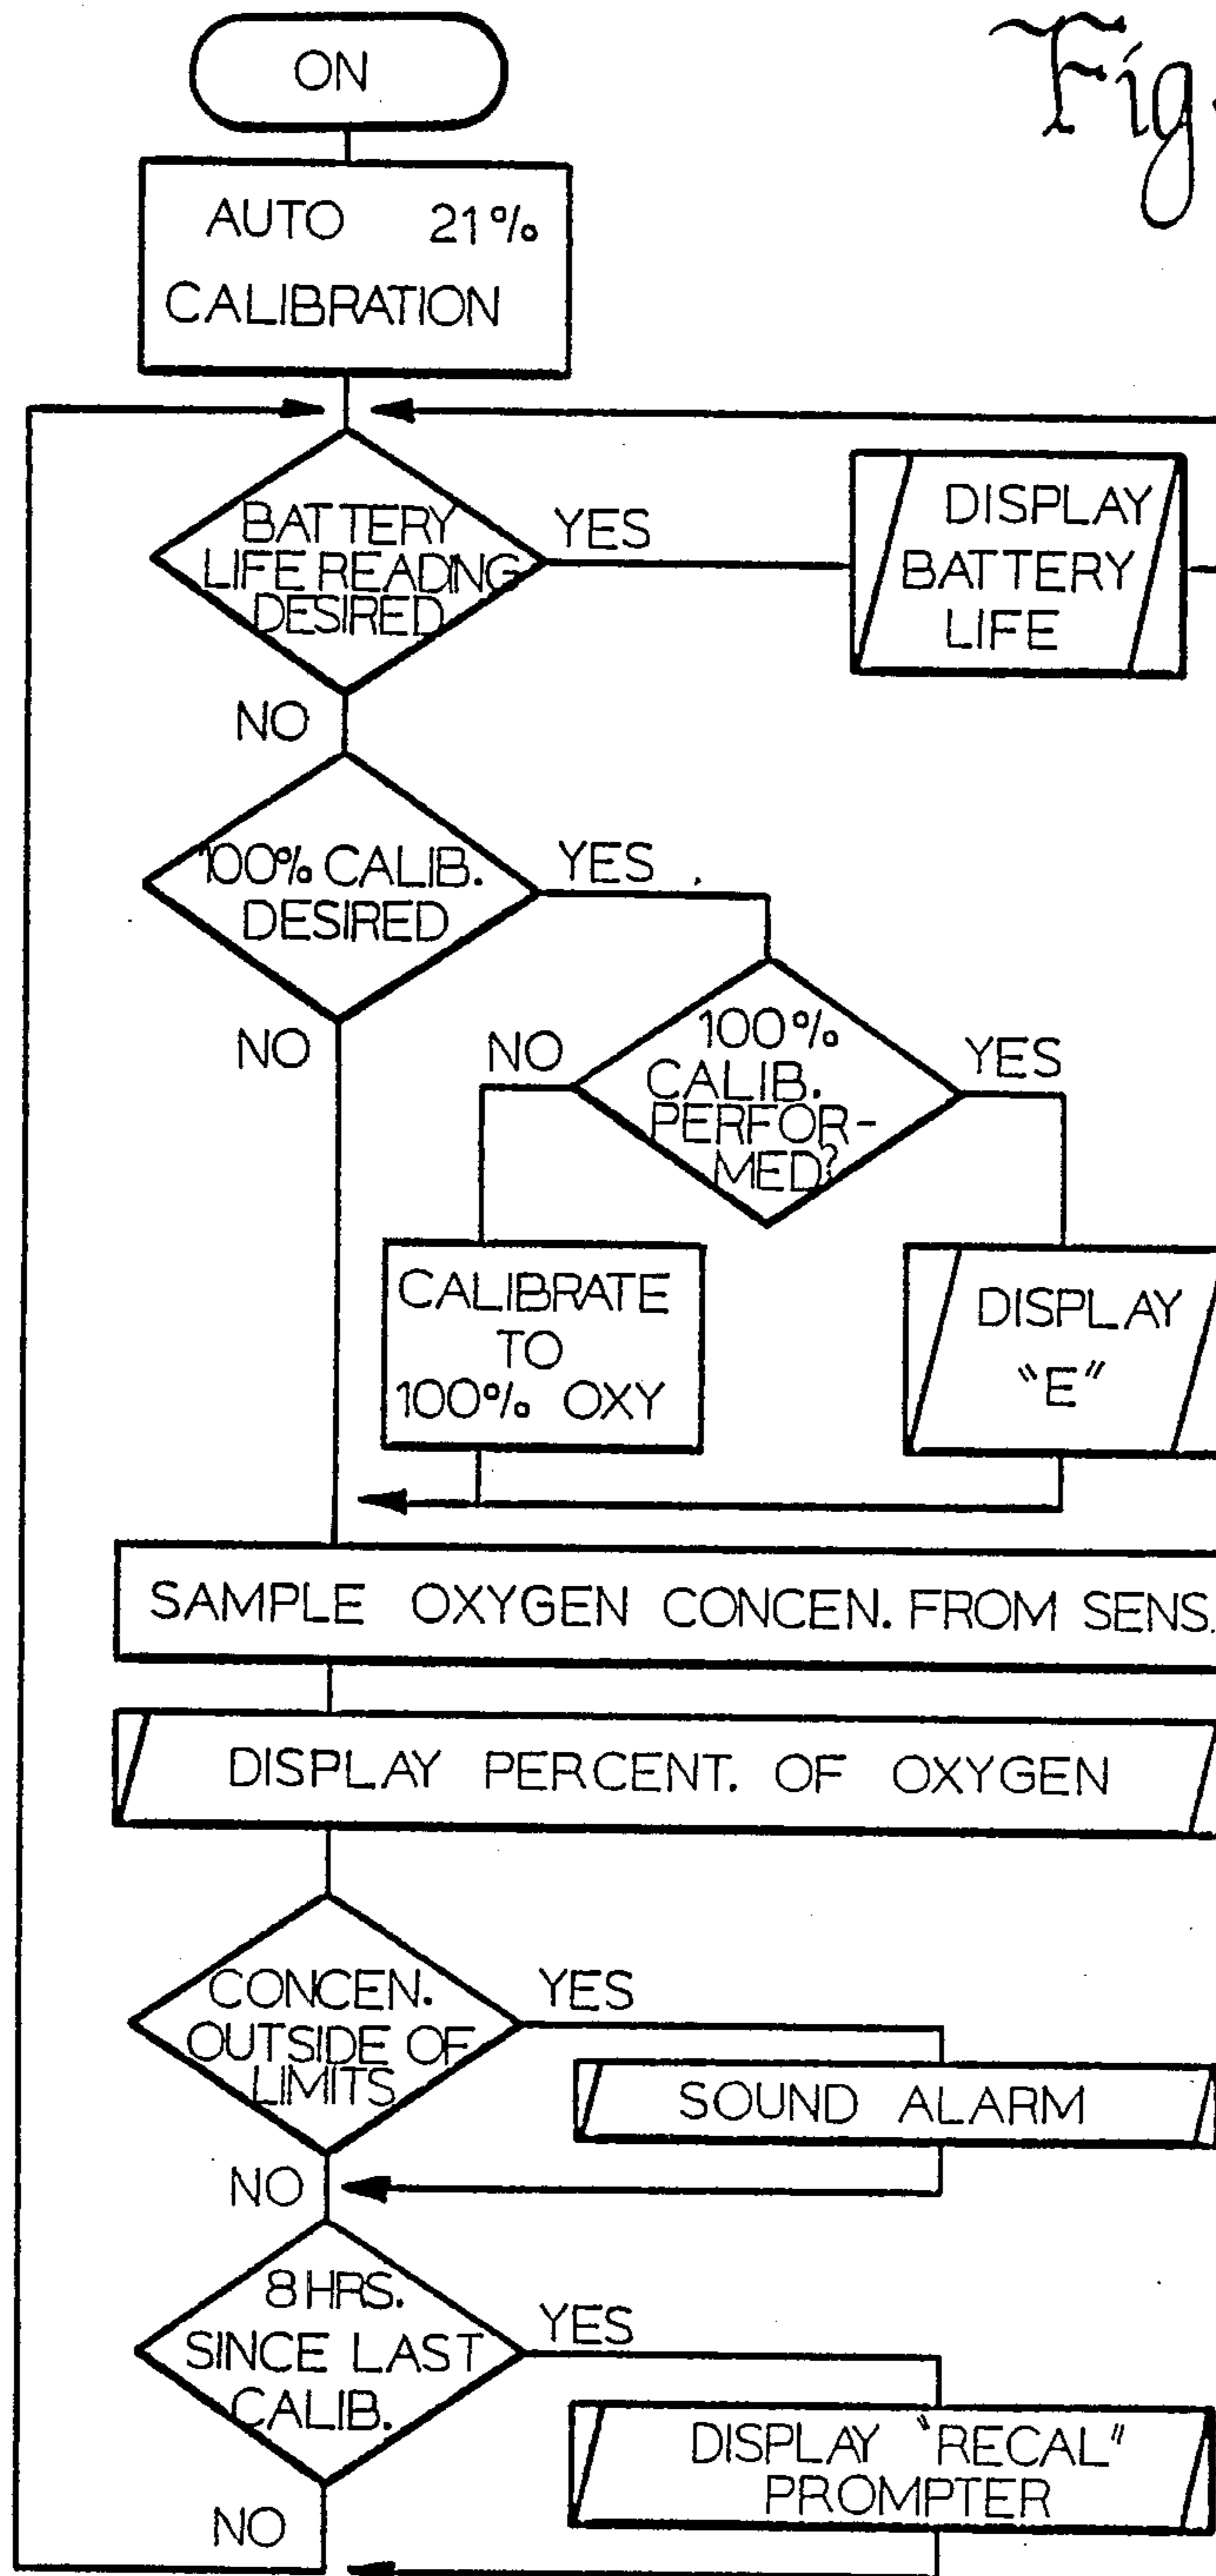 Fig.
ON
AUTO 21%
CALIBRATION
BATTERY
LIFE READING
DESIRED
YES
DISPLAY
BATTERY
LIFE
NO
100% CALIB.
DESIRED
YES
NO
100%
CALIB.
PERFOR-
MED?
NO
YES
CALIBRATE
TO
100% OXY
DISPLAY
"E"
SAMPLE OXYGEN CONCEN. FROM SENS.
DISPLAY PERCENT. OF OXYGEN
CONCEN.
OUTSIDE OF
LIMITS
YES
SOUND ALARM
NO
8 HRS.
SINCE LAST
CALIB.
YES
DISPLAY "RECAL"
PROMPTER
NO